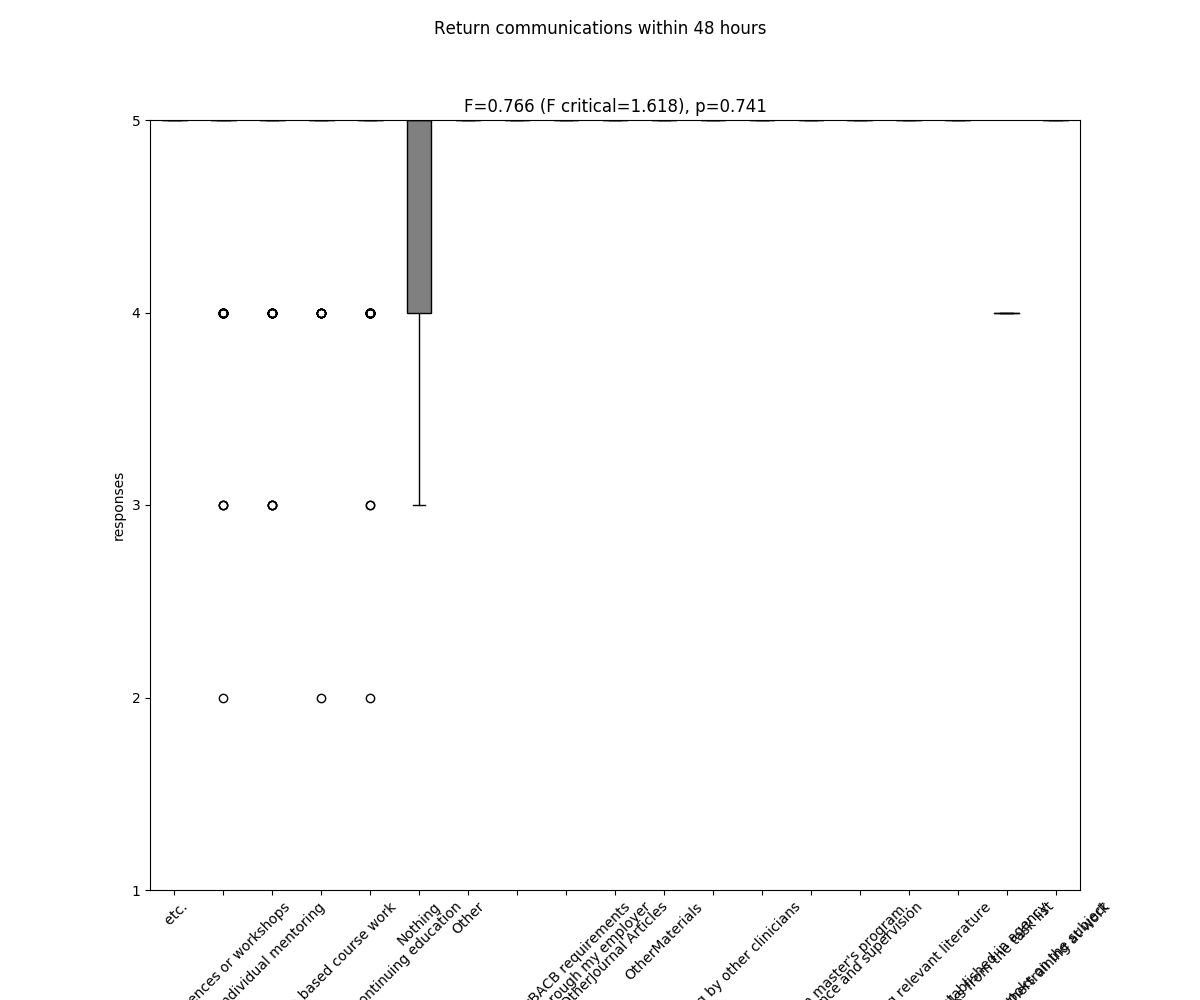 Return communications within 48 hours
F=0.766 (F critical=1.618), p=0.741
5
4
3
2
1
responses
etc.
ences or workshops
ndividual mentoring
based course work
Nothing
ontinuing education
Other
BACB requirements
rough my employer
Journal Articles
OtherMaterials
g by other clinicians
master's program.
nce and supervision
g relevant literature